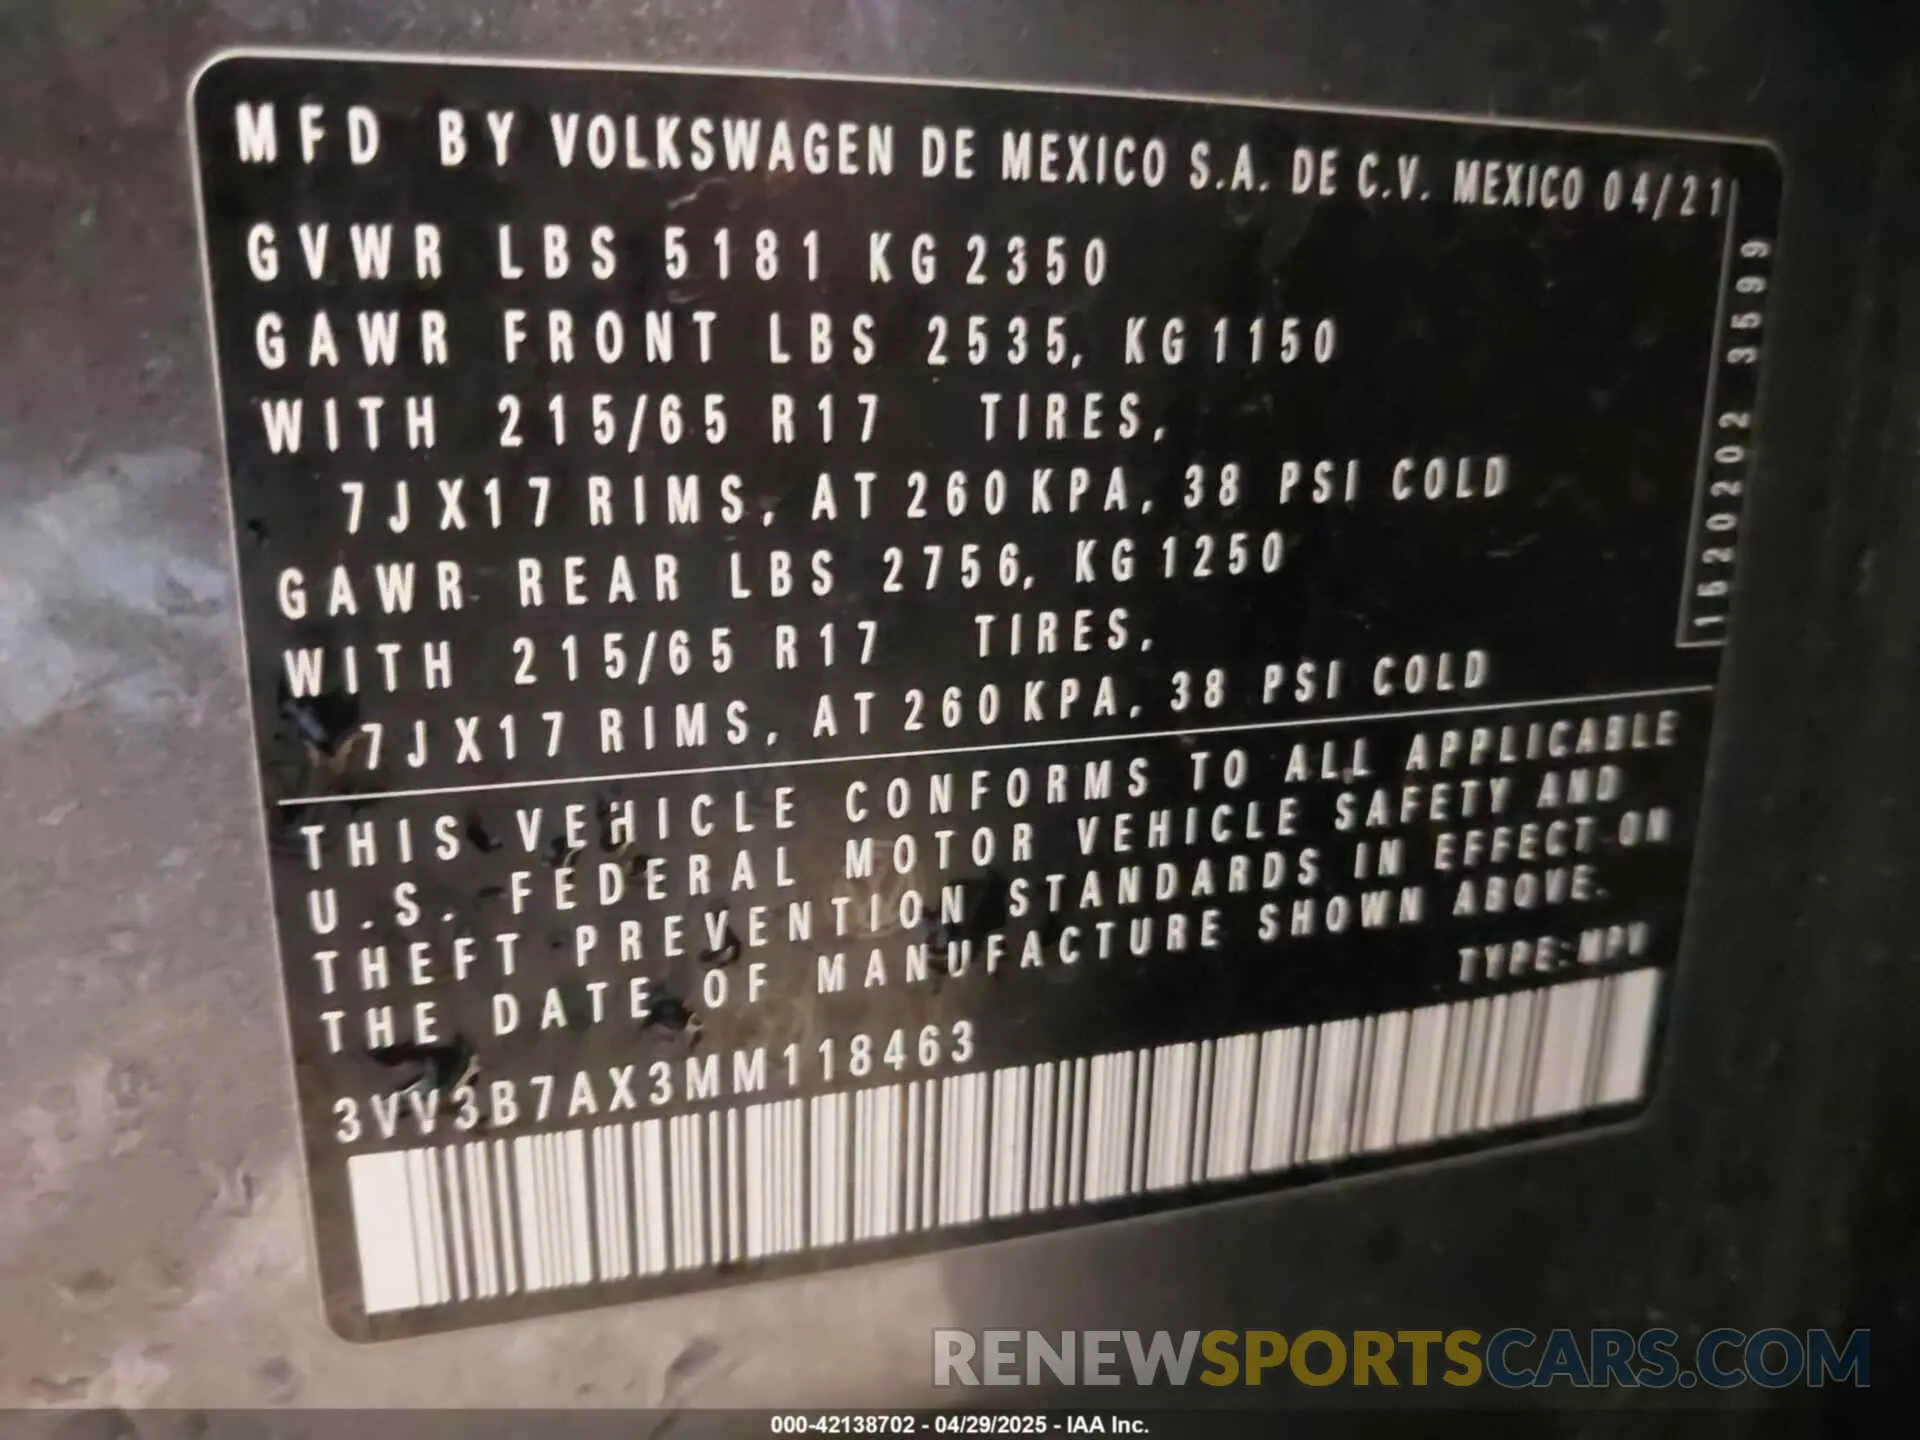 MFD BY VOLKSWAGEN DE MEXICO S.A. DE C.V. MEXICO 04/21
GVWR LBS 5181 KG 2350
GAWR FRONT LBS 2535, KG 1150
WITH 215/65 R17 TIRES,
7JX17 RIMS, AT 260 KPA, 38 PSI COLD
GAWR REAR LBS 2756, KG 1250
WITH 215/65 R17 TIRES,
7JX17 RIMS, AT 260 KPA, 38 PSI COLD
1520202 3599
THIS VEHICLE CONFORMS TO ALL APPLICABLE
U.S. FEDERAL MOTOR VEHICLE SAFETY AND
THEFT PREVENTION STANDARDS IN EFFECT ON
THE DATE OF MANUFACTURE SHOWN ABOVE.
TYPE: MPV
3VV3B7AX3MM118463
RENEWSPORTSCARS.COM
000-42138702 - 04/29/2025 - IAA Inc.